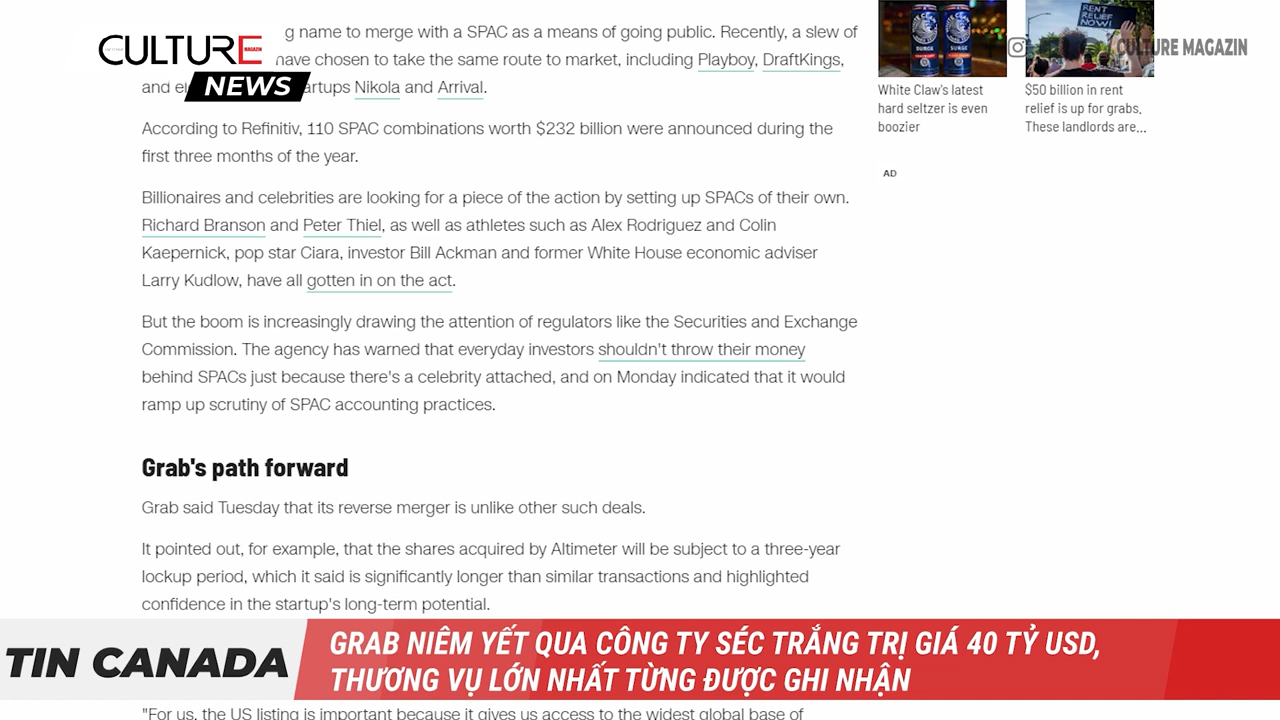 CULTURE
MAGAZIN
NEWS
g name to merge with a SPAC as a means of going public. Recently, a slew of
have chosen to take the same route to market, including Playboy, DraftKings,
and artups Nikola and Arrival.
According to Refinitiv, 110 SPAC combinations worth $232 billion were announced during the
first three months of the year.
Billionaires and celebrities are looking for a piece of the action by setting up SPACs of their own.
Richard Branson and Peter Thiel, as well as athletes such as Alex Rodriguez and Colin
Kaepernick, pop star Ciara, investor Bill Ackman and former White House economic adviser
Larry Kudlow, have all gotten in on the act.
But the boom is increasingly drawing the attention of regulators like the Securities and Exchange
Commission. The agency has warned that everyday investors shouldn't throw their money
behind SPACs just because there's a celebrity attached, and on Monday indicated that it would
ramp up scrutiny of SPAC accounting practices.
Grab's path forward
Grab said Tuesday that its reverse merger is unlike other such deals.
It pointed out, for example, that the shares acquired by Altimeter will be subject to a three-year
lockup period, which it said is significantly longer than similar transactions and highlighted
confidence in the startup's long-term potential.
"For us, the US listing is important because it gives us access to the widest global base of
SURGE
SURGE
RENT
RELIEF
NOW!
CULTURE MAGAZIN
White Claw's latest
hard seltzer is even
boozier
$50 billion in rent
relief is up for grabs.
These landlords are...
AD
TIN CANADA
GRAB NIÊM YẾT QUA CÔNG TY SÉC TRẮNG TRỊ GIÁ 40 TỶ USD,
THƯƠNG VỤ LỚN NHẤT TỪNG ĐƯỢC GHI NHẬN